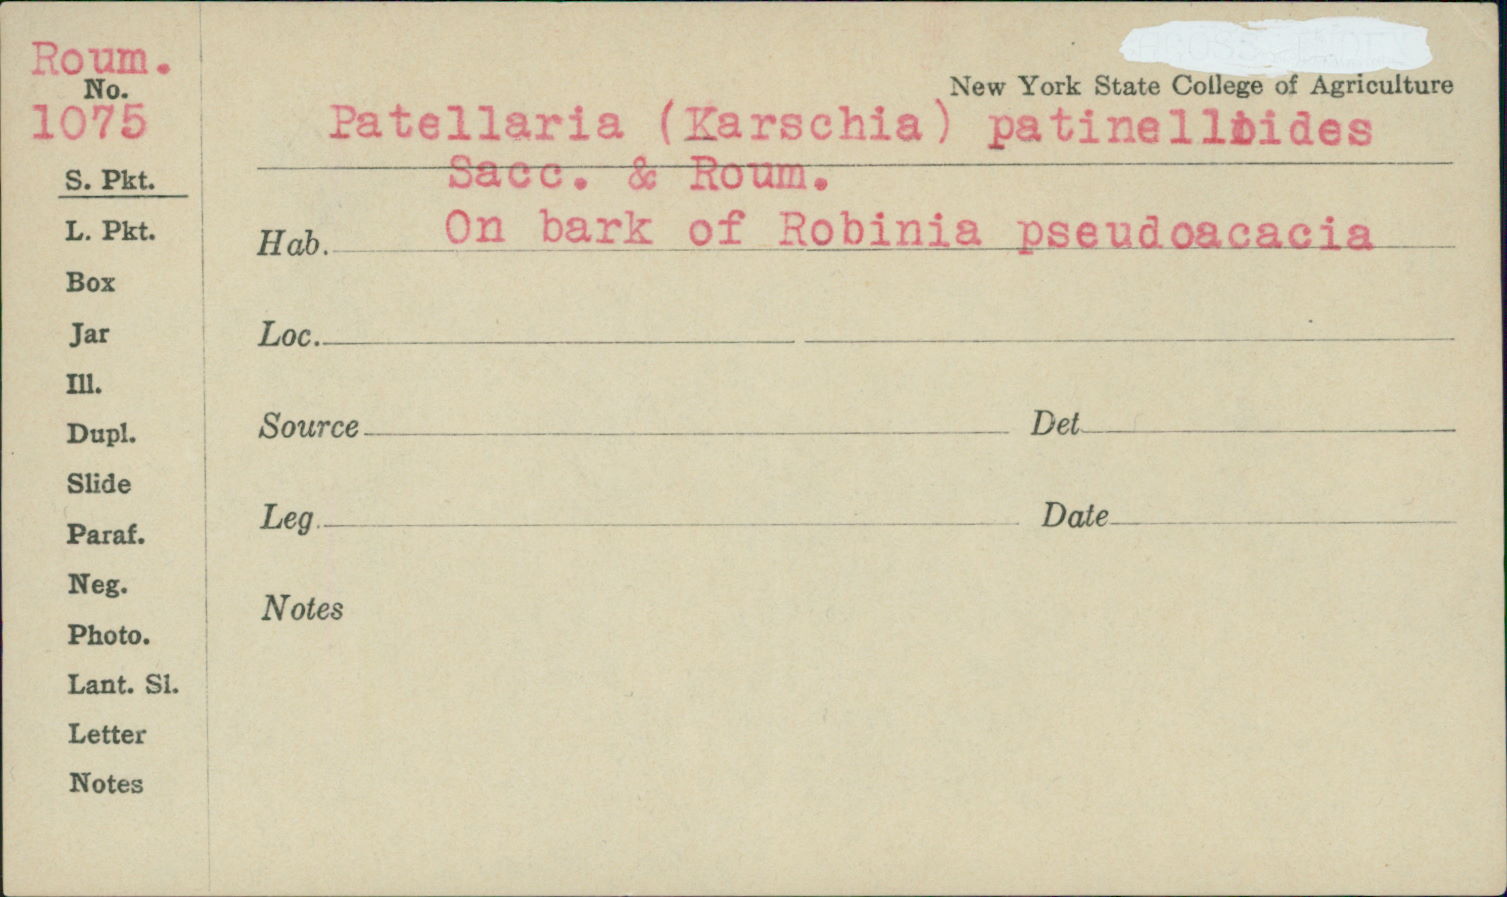 Roum.
No.
1075
New York State College of Agriculture
Patellaria (Karschia) patinelloides
Sacc. & Roum.
Hab. On bark of Robinia pseudoacacia
Loc.
Source Det
Leg. Date
Notes
S. Pkt.
L. Pkt.
Box
Jar
Ill.
Dupl.
Slide
Paraf.
Neg.
Photo.
Lant. Sl.
Letter
Notes